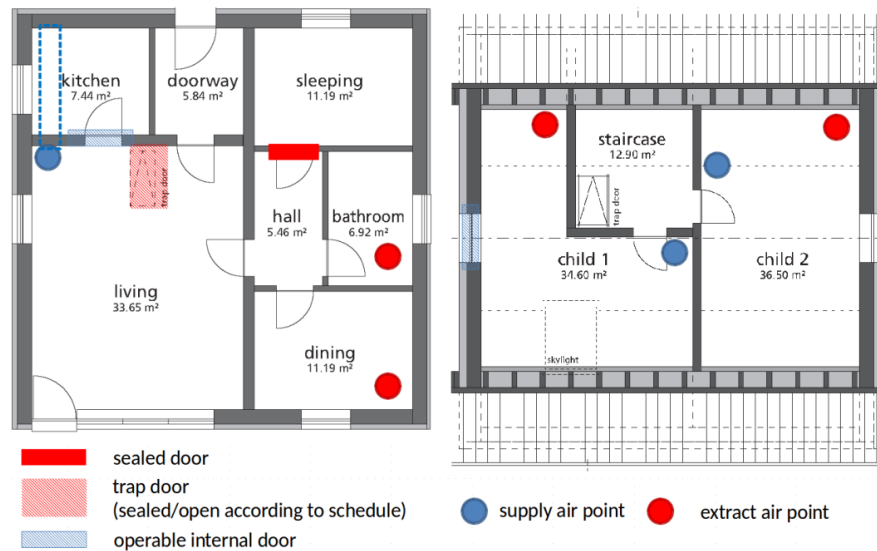 kitchen
7.44 m²
doorway
5.84 m²
sleeping
11.19 m²
trap door
hall
5.46 m²
bathroom
6.92 m²
living
33.65 m²
dining
11.19 m²
staircase
12.90 m²
trap door
child 1
34.60 m²
child 2
36.50 m²
skylight
sealed door
trap door
(sealed/open according to schedule)
operable internal door
supply air point
extract air point